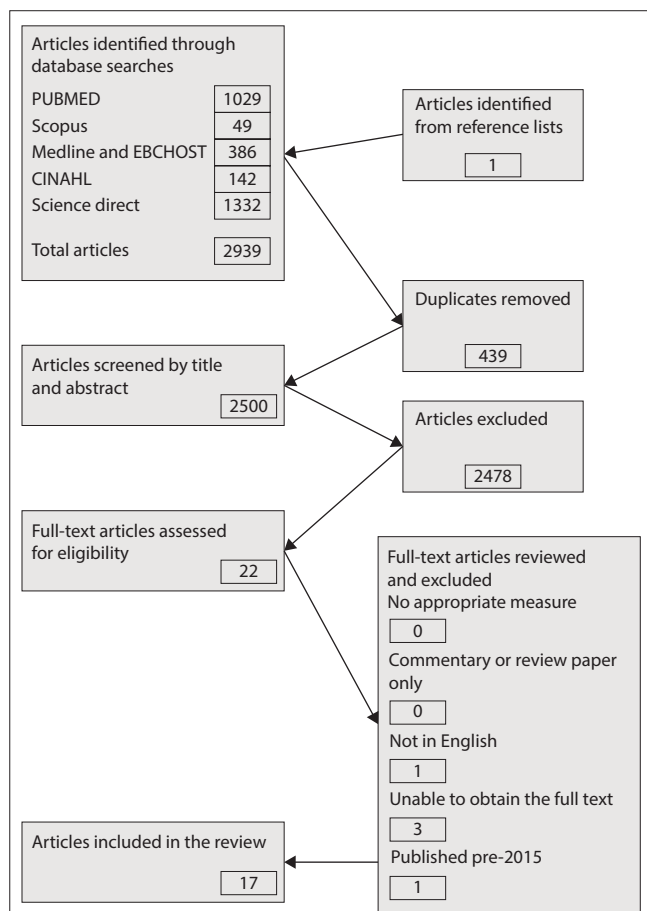 Articles identified through
database searches
PUBMED 1029
Scopus 49
Medline and EBCHOST 386
CINAHL 142
Science direct 1332
Total articles 2939
Articles identified
from reference lists
1
Duplicates removed
439
Articles screened by title
and abstract
2500
Articles excluded
2478
Full-text articles assessed
for eligibility
22
Full-text articles reviewed
and excluded
No appropriate measure
0
Commentary or review paper
only
0
Not in English
1
Unable to obtain the full text
3
Published pre-2015
1
Articles included in the review
17